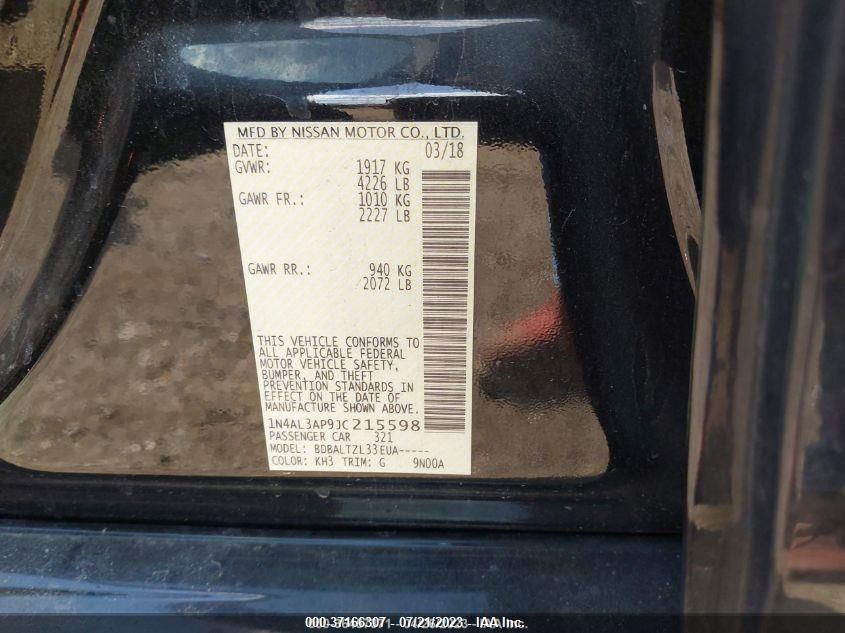 MFD BY NISSAN MOTOR CO., LTD.
DATE: 03/18
GVWR: 1917 KG
4226 LB
GAWR FR.: 1010 KG
2227 LB
GAWR RR.: 940 KG
2072 LB
THIS VEHICLE CONFORMS TO
ALL APPLICABLE FEDERAL
MOTOR VEHICLE SAFETY,
BUMPER, AND THEFT
PREVENTION STANDARDS IN
EFFECT ON THE DATE OF
MANUFACTURE SHOWN ABOVE.
1N4AL3AP9JC215598
PASSENGER CAR 321
MODEL: BDBALTZL33EUA-----
COLOR: KH3 TRIM: G 9N00A
000-37166307 - 07/21/2023 - IAA Inc.